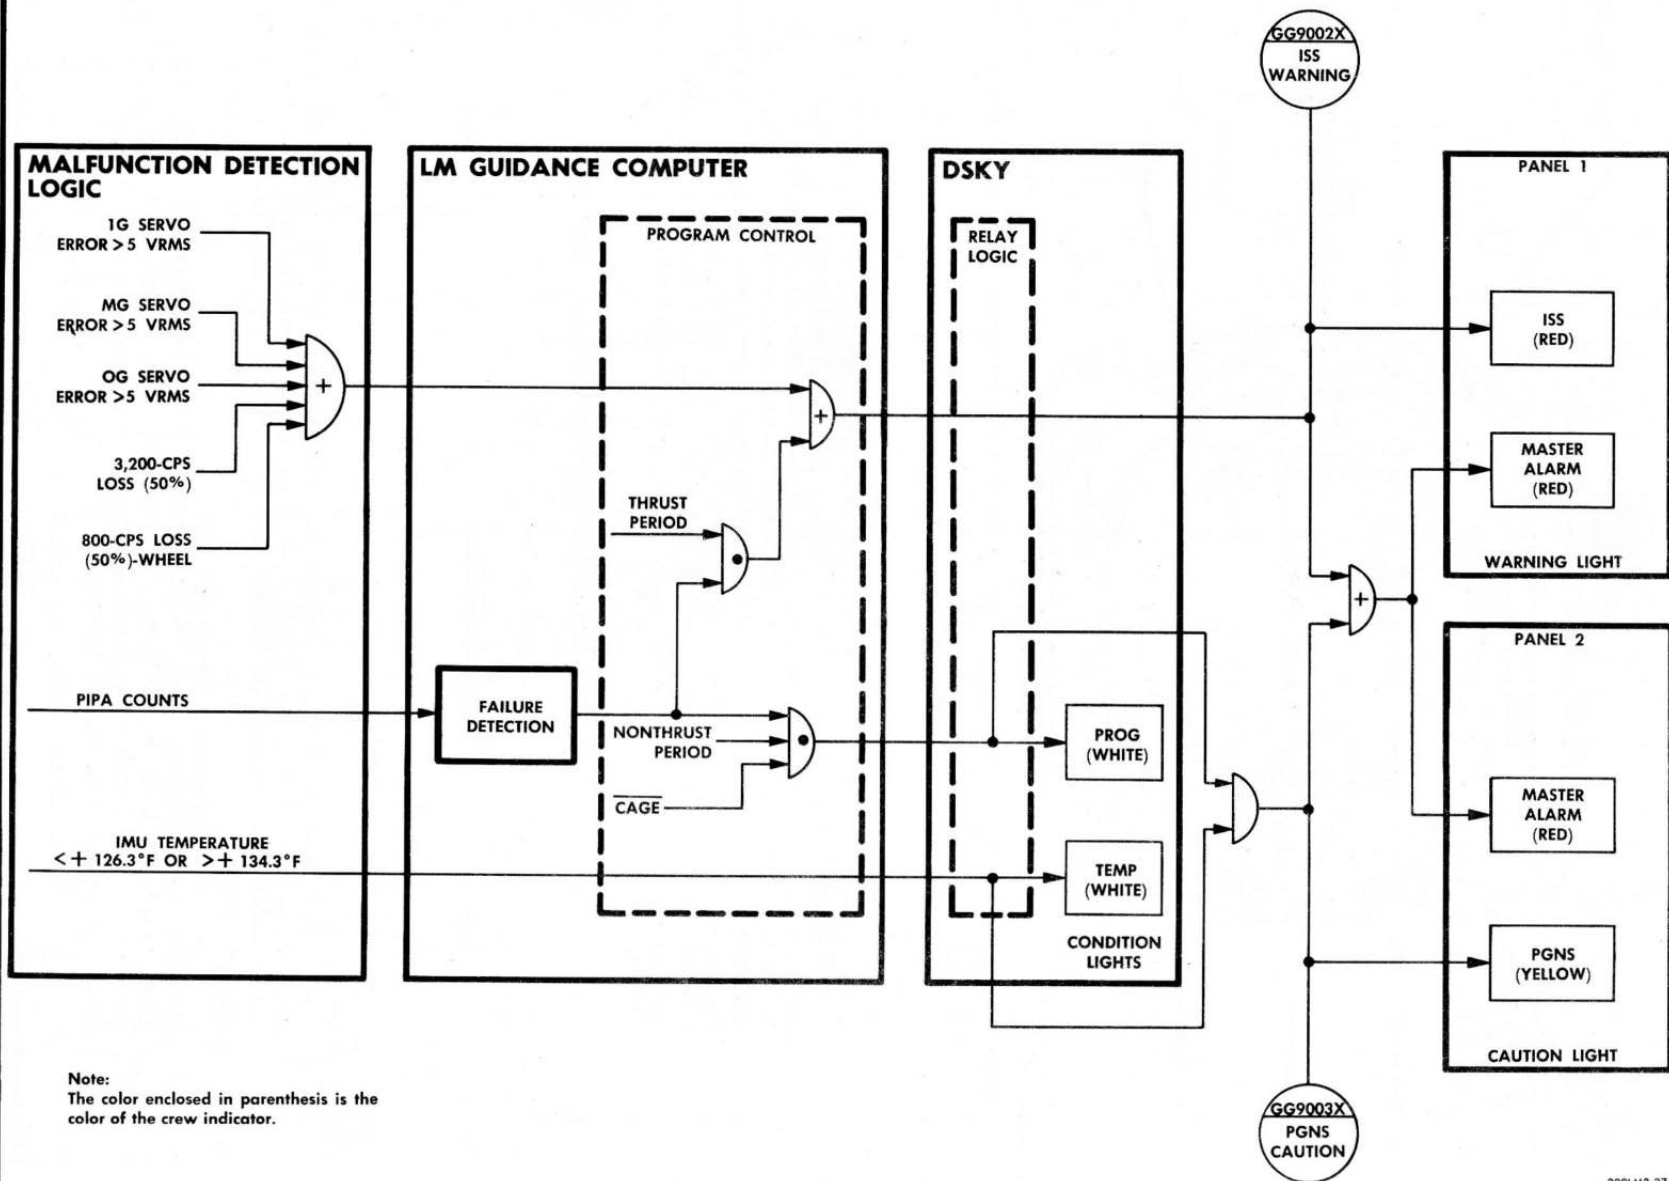 GG9002X
ISS
WARNING
MALFUNCTION DETECTION
LOGIC
1G SERVO
ERROR > 5 VRMS
MG SERVO
ERROR > 5 VRMS
OG SERVO
ERROR >5 VRMS
3,200-CPS
LOSS (50%)
800-CPS LOSS
(50%)-WHEEL
PIPA COUNTS
IMU TEMPERATURE
<+ 126.3°F OR >+ 134.3°F
+
LM GUIDANCE COMPUTER
PROGRAM CONTROL
+
THRUST
PERIOD
FAILURE
DETECTION
NONTHRUST
PERIOD
CAGE
DSKY
RELAY
LOGIC
PROG
(WHITE)
TEMP
(WHITE)
CONDITION
LIGHTS
+
PANEL 1
ISS
(RED)
MASTER
ALARM
(RED)
WARNING LIGHT
PANEL 2
MASTER
ALARM
(RED)
PGNS
(YELLOW)
CAUTION LIGHT
GG9003X
PGNS
CAUTION
Note:
The color enclosed in parenthesis is the
color of the crew indicator.